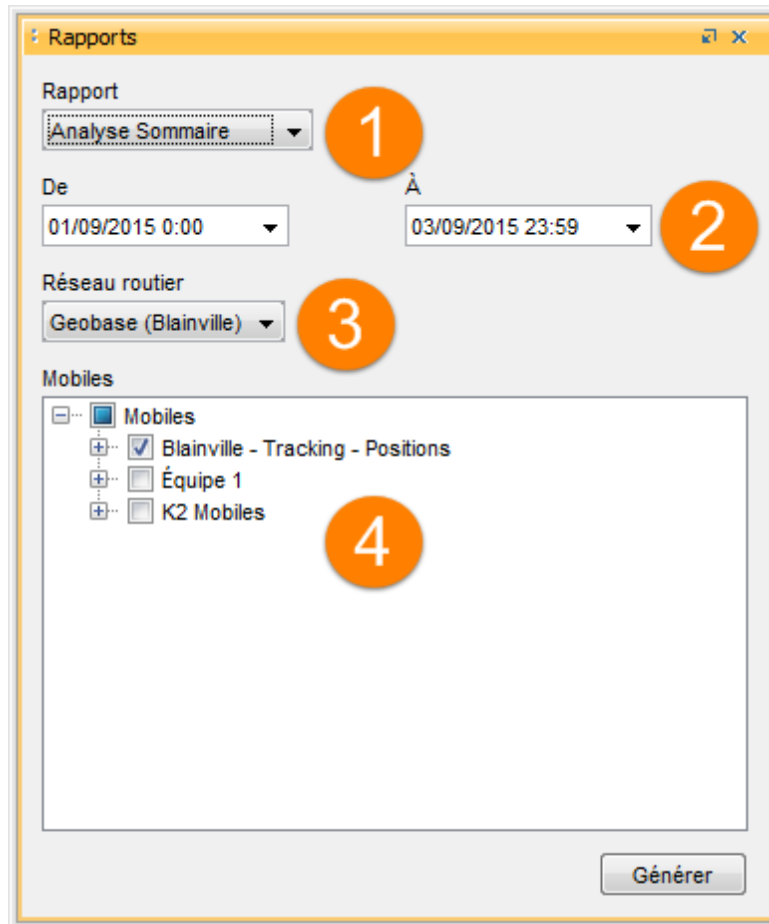 Rapports
Rapport
Analyse Sommaire
1
De
À
01/09/2015 0:00
03/09/2015 23:59
2
Réseau routier
Geobase (Blainville)
3
Mobiles
Mobiles
Blainville - Tracking - Positions
Équipe 1
K2 Mobiles
4
Générer